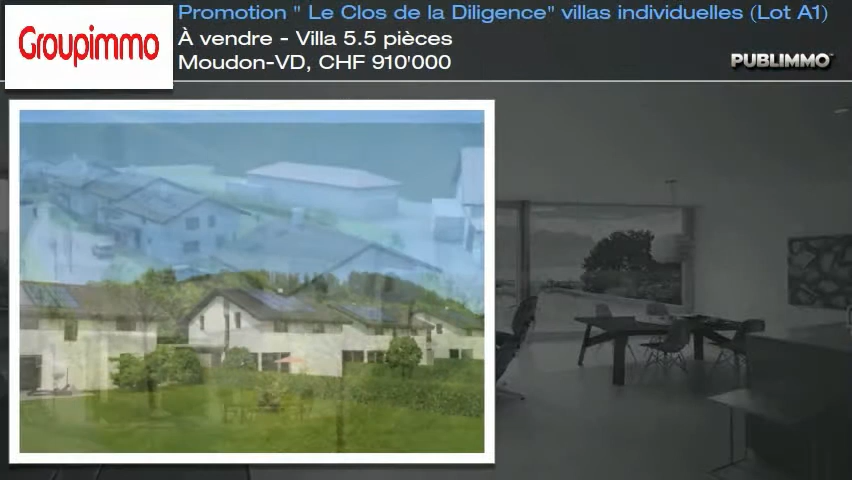 Groupimmo
Promotion " Le Clos de la Diligence" villas individuelles (Lot A1)
À vendre - Villa 5.5 pièces
Moudon-VD, CHF 910'000
PUBLIMMO